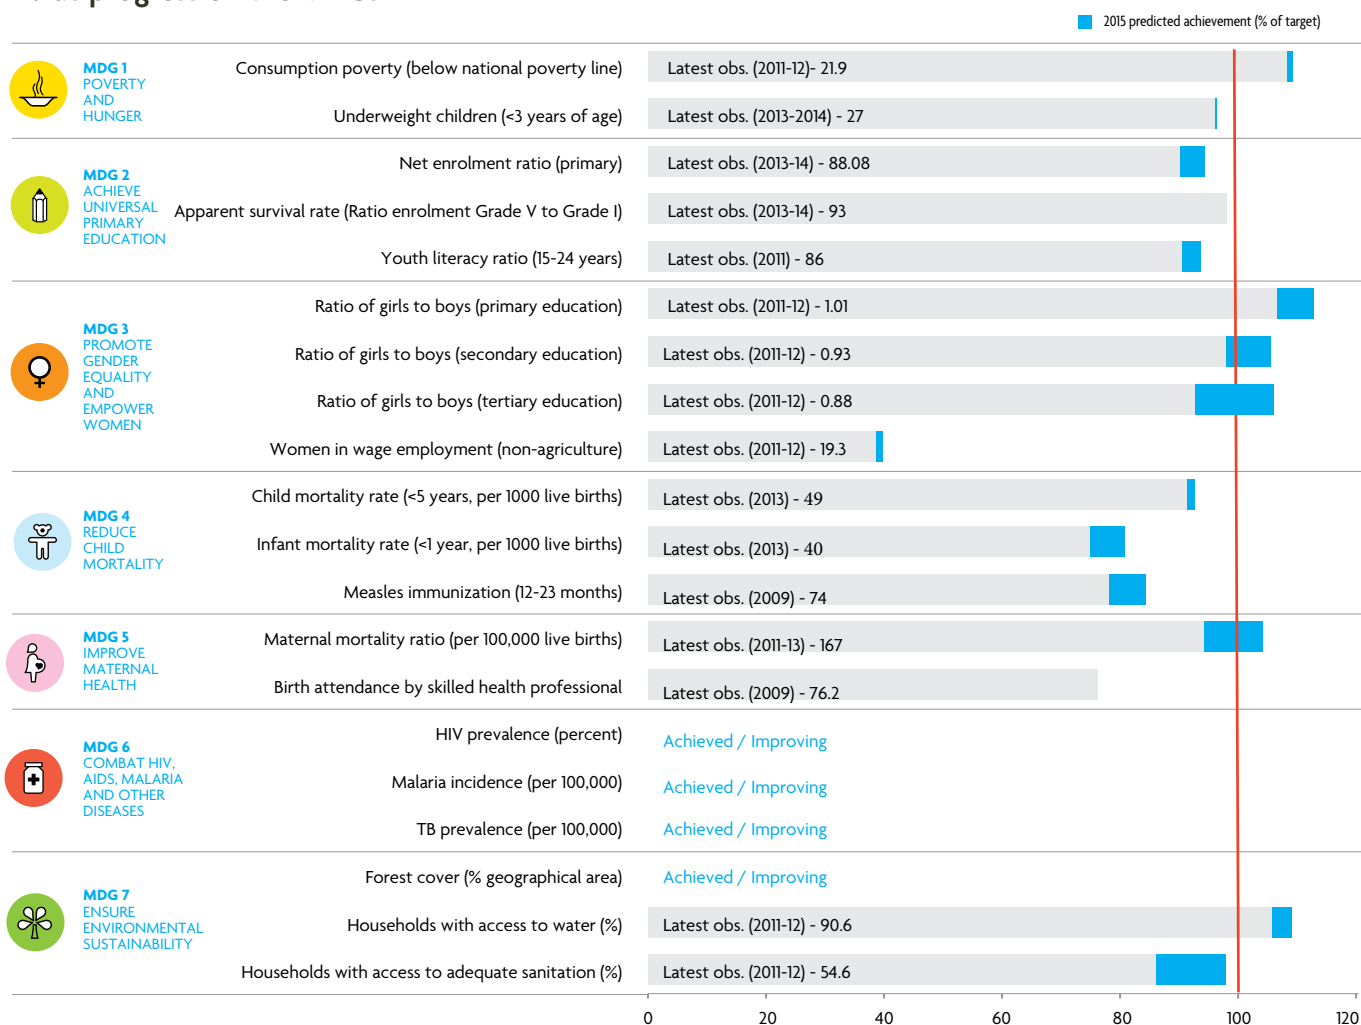 2015 predicted achievement (% of target)
MDG 1
POVERTY
AND
HUNGER
Consumption poverty (below national poverty line)
Latest obs. (2011-12)- 21.9
Underweight children (<3 years of age)
Latest obs. (2013-2014) - 27
MDG 2
ACHIEVE
UNIVERSAL
PRIMARY
EDUCATION
Net enrolment ratio (primary)
Latest obs. (2013-14) - 88.08
Apparent survival rate (Ratio enrolment Grade V to Grade I)
Latest obs. (2013-14) - 93
Youth literacy ratio (15-24 years)
Latest obs. (2011) - 86
MDG 3
PROMOTE
GENDER
EQUALITY
AND
EMPOWER
WOMEN
Ratio of girls to boys (primary education)
Latest obs. (2011-12) - 1.01
Ratio of girls to boys (secondary education)
Latest obs. (2011-12) - 0.93
Ratio of girls to boys (tertiary education)
Latest obs. (2011-12) - 0.88
Women in wage employment (non-agriculture)
Latest obs. (2011-12) - 19.3
MDG 4
REDUCE
CHILD
MORTALITY
Child mortality rate (<5 years, per 1000 live births)
Latest obs. (2013) - 49
Infant mortality rate (<1 year, per 1000 live births)
Latest obs. (2013) - 40
Measles immunization (12-23 months)
Latest obs. (2009) - 74
MDG 5
IMPROVE
MATERNAL
HEALTH
Maternal mortality ratio (per 100,000 live births)
Latest obs. (2011-13) - 167
Birth attendance by skilled health professional
Latest obs. (2009) - 76.2
MDG 6
COMBAT HIV,
AIDS, MALARIA
AND OTHER
DISEASES
HIV prevalence (percent)
Achieved / Improving
Malaria incidence (per 100,000)
Achieved / Improving
TB prevalence (per 100,000)
Achieved / Improving
MDG 7
ENSURE
ENVIRONMENTAL
SUSTAINABILITY
Forest cover (% geographical area)
Achieved / Improving
Households with access to water (%)
Latest obs. (2011-12) - 90.6
Households with access to adequate sanitation (%)
Latest obs. (2011-12) - 54.6
0 20 40 60 80 100 120